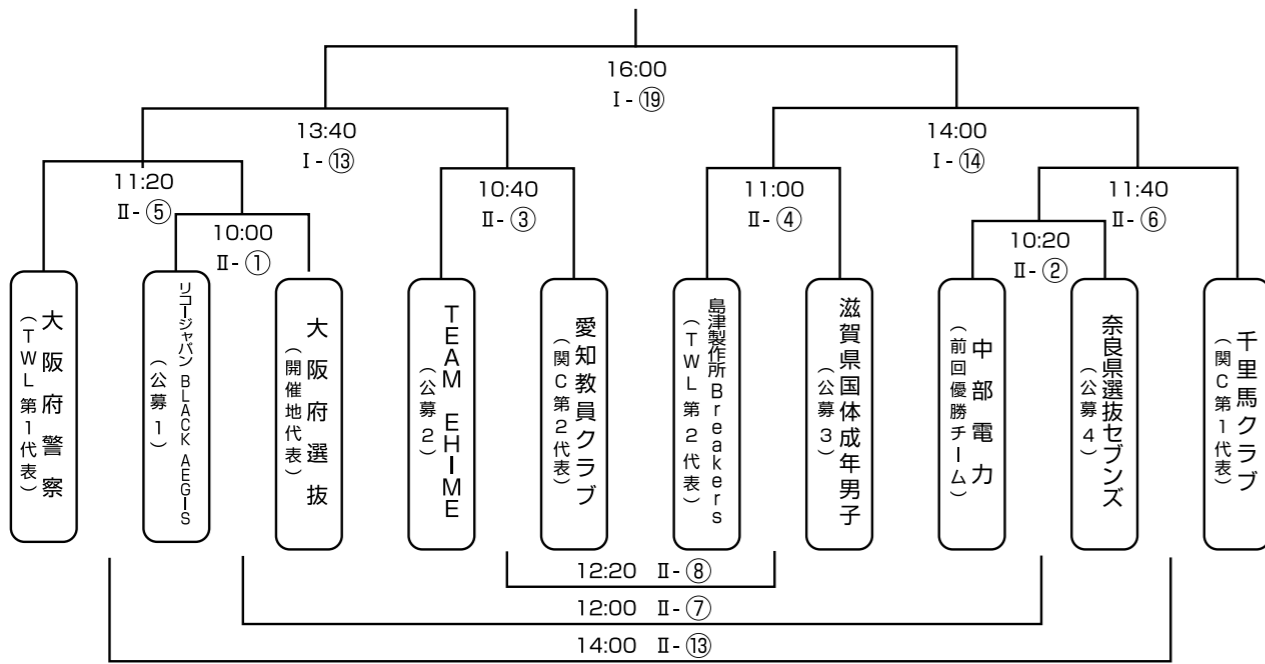 16:00
Ⅰ-⑲
13:40
Ⅰ-⑬
14:00
Ⅰ-⑭
11:20
Ⅱ-⑤
10:40
Ⅱ-③
11:00
Ⅱ-④
11:40
Ⅱ-⑥
10:00
Ⅱ-①
10:20
Ⅱ-②
大阪府警察
(TWL第1代表)
リコージャパン BLACK AEGIS
(公募1)
大阪府選抜
(開催地代表)
TEAM EHIME
(公募2)
愛知教員クラブ
(関C第2代表)
島津製作所Breakers
(TWL第2代表)
滋賀県国体成年男子
(公募3)
中部電力
(前回優勝チーム)
奈良県選抜セブンズ
(公募4)
千里馬クラブ
(関C第1代表)
12:20 Ⅱ-⑧
12:00 Ⅱ-⑦
14:00 Ⅱ-⑬